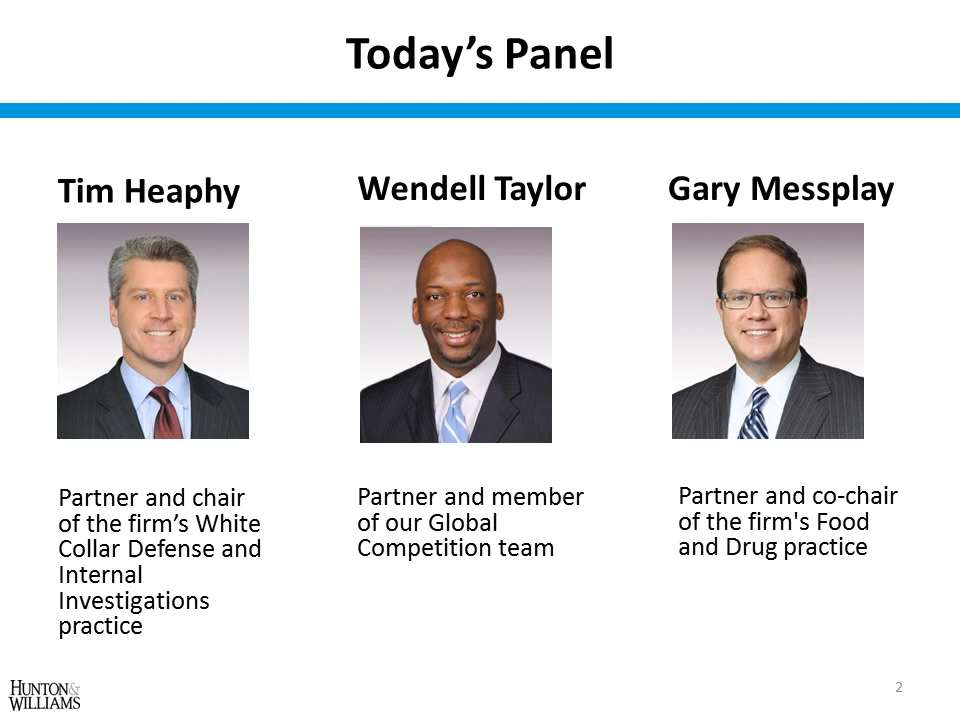 Today’s Panel
Tim Heaphy
Wendell Taylor
Gary Messplay
Partner and chair
of the firm’s White
Collar Defense and
Internal
Investigations
practice
Partner and member
of our Global
Competition team
Partner and co-chair
of the firm's Food
and Drug practice
HUNTON&
WILLIAMS
2